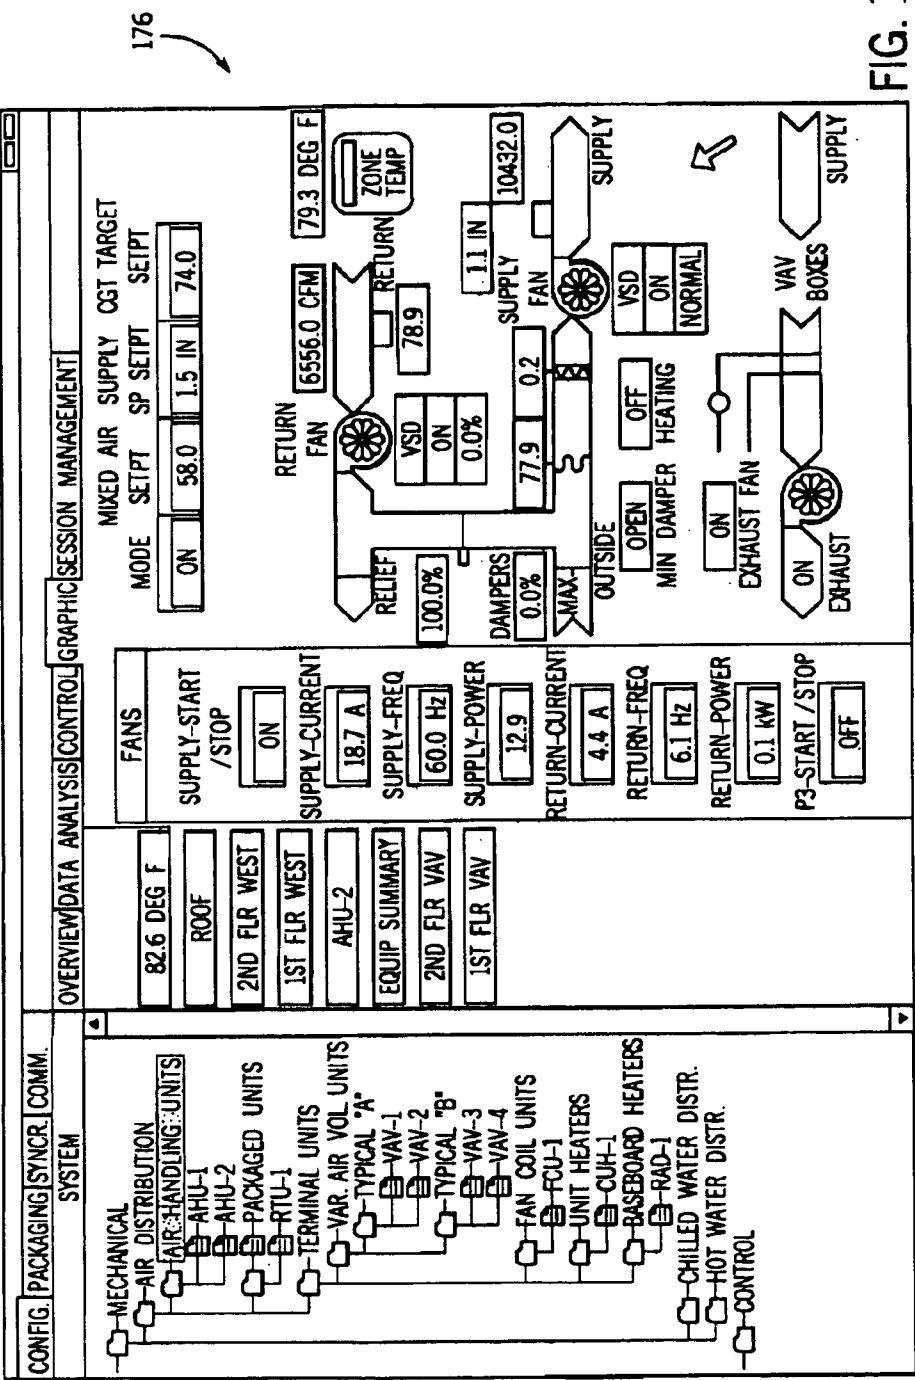 176
FIG.
CONFIG. PACKAGING SYNCR. COMM.
SYSTEM
OVERVIEW DATA ANALYSIS CONTROL GRAPHIC SESSION MANAGEMENT
MECHANICAL
AIR DISTRIBUTION
AIR HANDLING UNITS
AHU-1
AHU-2
PACKAGED UNITS
RTU-1
TERMINAL UNITS
VAR. AIR VOL UNITS
TYPICAL "A"
VAV-1
VAV-2
TYPICAL "B"
VAV-3
VAV-4
FAN COIL UNITS
FCU-1
UNIT HEATERS
CUH-1
BASEBOARD HEATERS
RAD-1
CHILLED WATER DISTR.
HOT WATER DISTR.
CONTROL
82.6 DEG F
ROOF
2ND FLR WEST
1ST FLR WEST
AHU-2
EQUIP SUMMARY
2ND FLR VAV
1ST FLR VAV
FANS
SUPPLY-START
/STOP
ON
SUPPLY-CURRENT
18.7 A
SUPPLY-FREQ
60.0 Hz
SUPPLY-POWER
12.9
RETURN-CURRENT
4.4 A
RETURN-FREQ
6.1 Hz
RETURN-POWER
0.1 kW
P3-START/STOP
OFF
MODE
MIXED AIR
SETPT
SUPPLY
SP SETPT
CGT TARGET
SETPT
ON
58.0
1.5 IN
74.0
RETURN
FAN
6556.0 CFM
79.3 DEG F
ZONE
TEMP
RETURN
78.9
RELIEF
VSD
ON
0.0%
100.0%
DAMPERS
0.0%
MAX-
OUTSIDE
77.9
0.2
SUPPLY
FAN
1.1 IN
10432.0
SUPPLY
VSD
ON
NORMAL
OPEN
MIN DAMPER
OFF
HEATING
ON
EXHAUST FAN
ON
EXHAUST
VAV
BOXES
SUPPLY